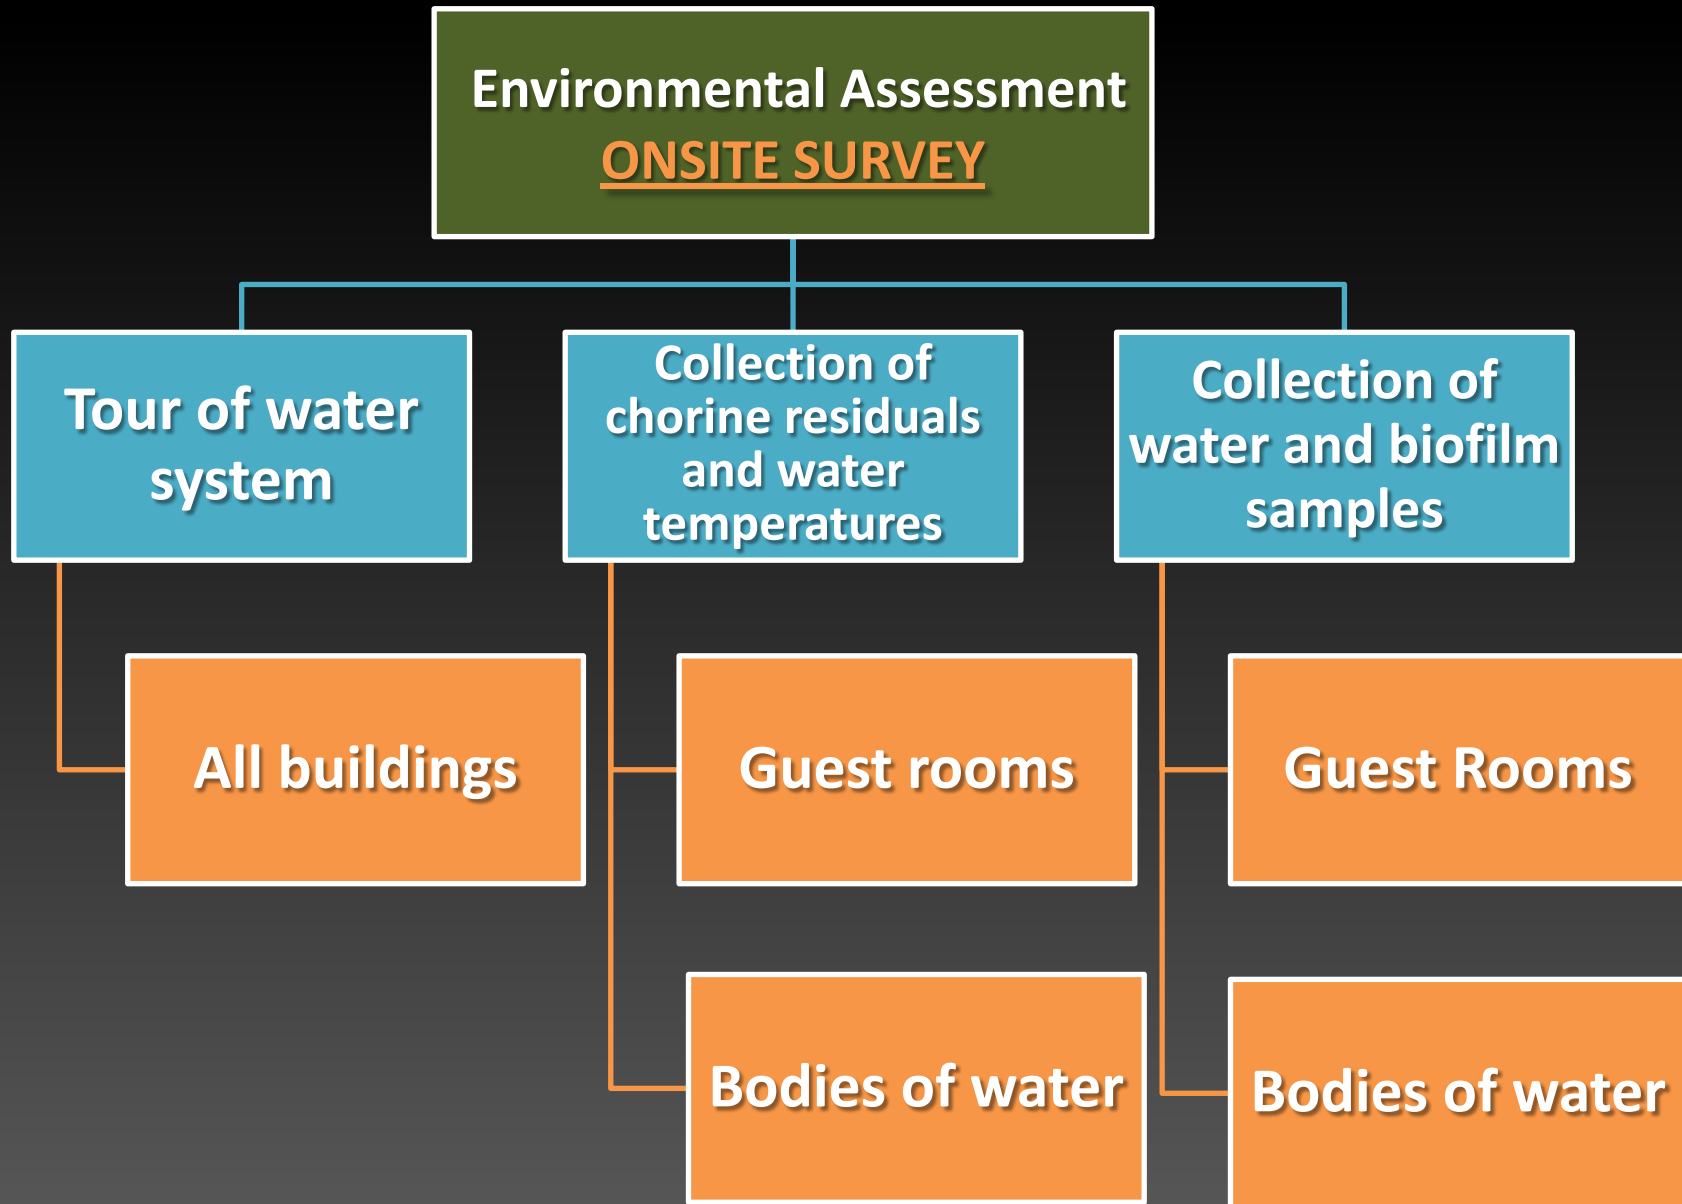 Environmental Assessment
ONSITE SURVEY
Tour of water
system
Collection of
chorine residuals
and water
temperatures
Collection of
water and biofilm
samples
All buildings
Guest rooms
Guest Rooms
Bodies of water
Bodies of water